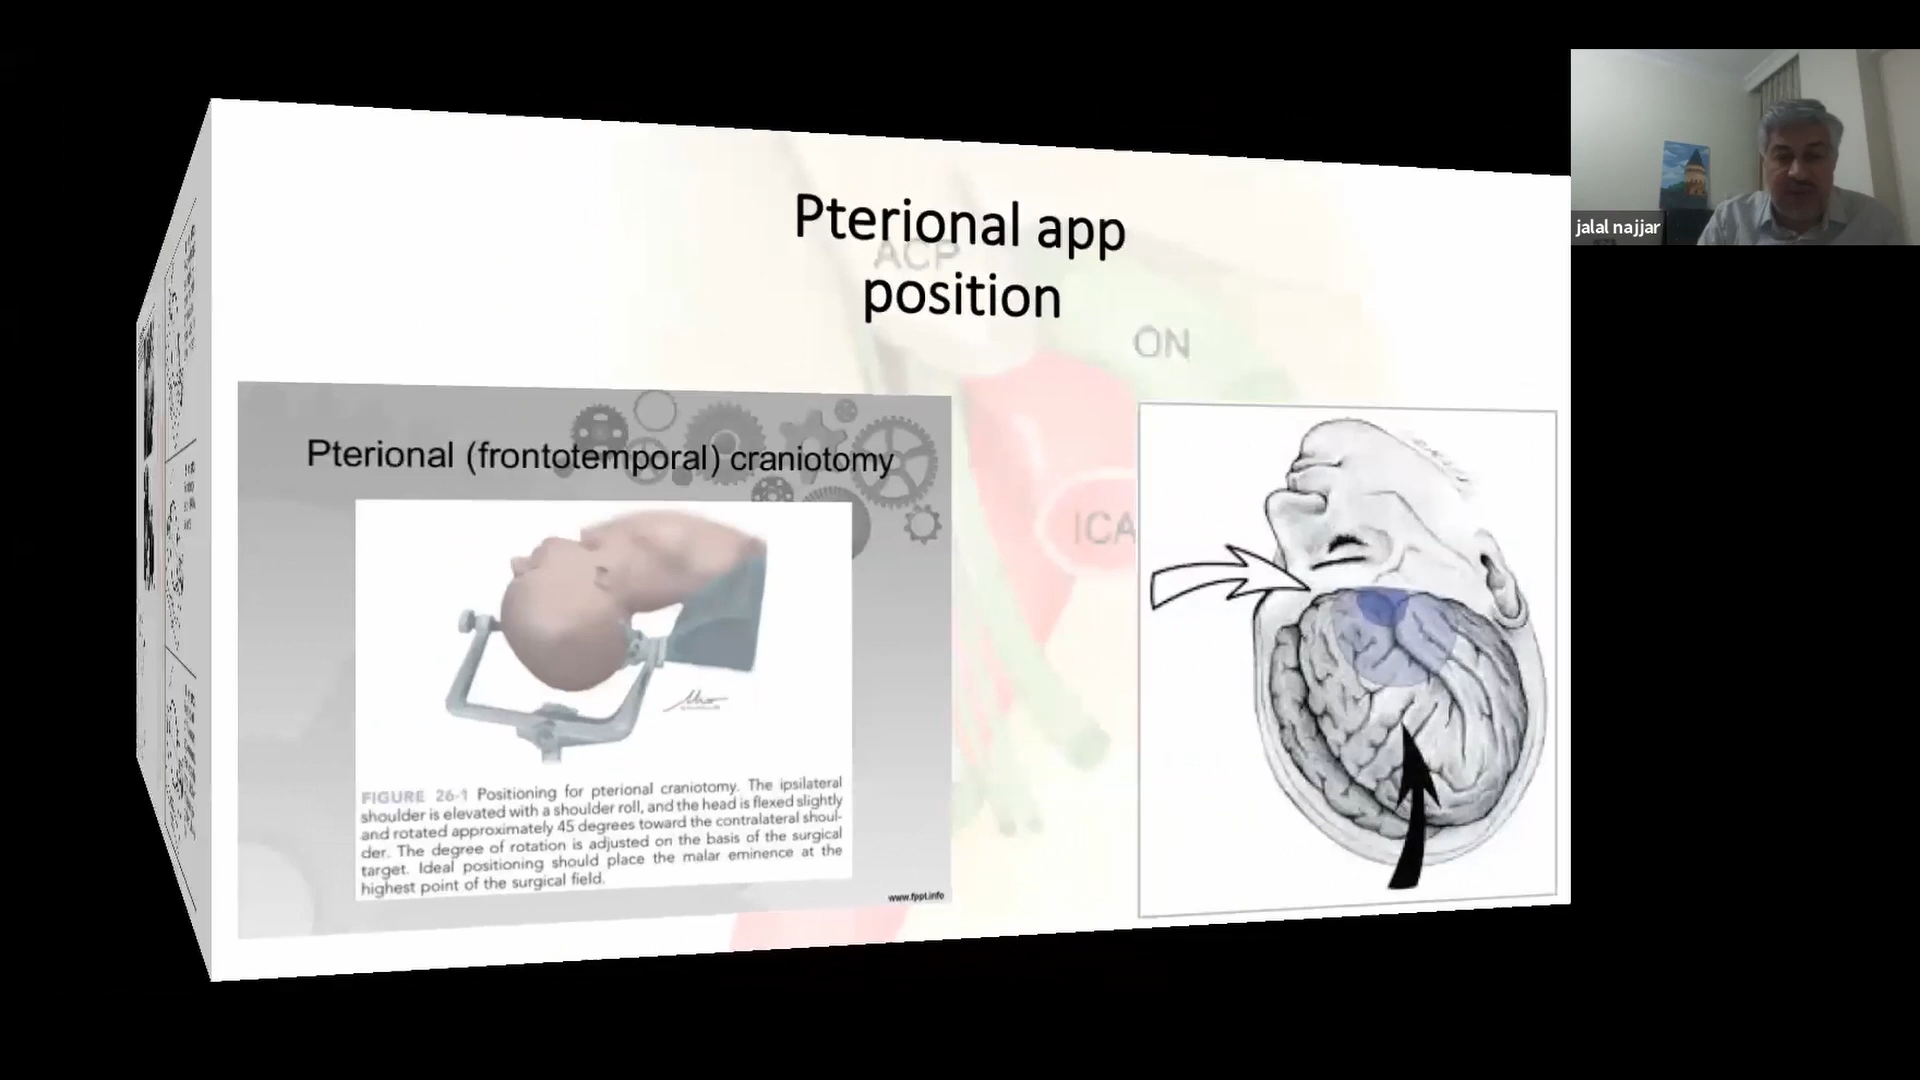 Pterional app
position
ACP
ON
ICA
Pterional (frontotemporal) craniotomy
FIGURE 26-1 Positioning for pterional craniotomy. The ipsilateral
shoulder is elevated with a shoulder roll, and the head is flexed slightly
and rotated approximately 45 degrees toward the contralateral shoul-
der. The degree of rotation is adjusted on the basis of the surgical
target. Ideal positioning should place the malar eminence at the
highest point of the surgical field.
www.fppt.info
jalal najjar